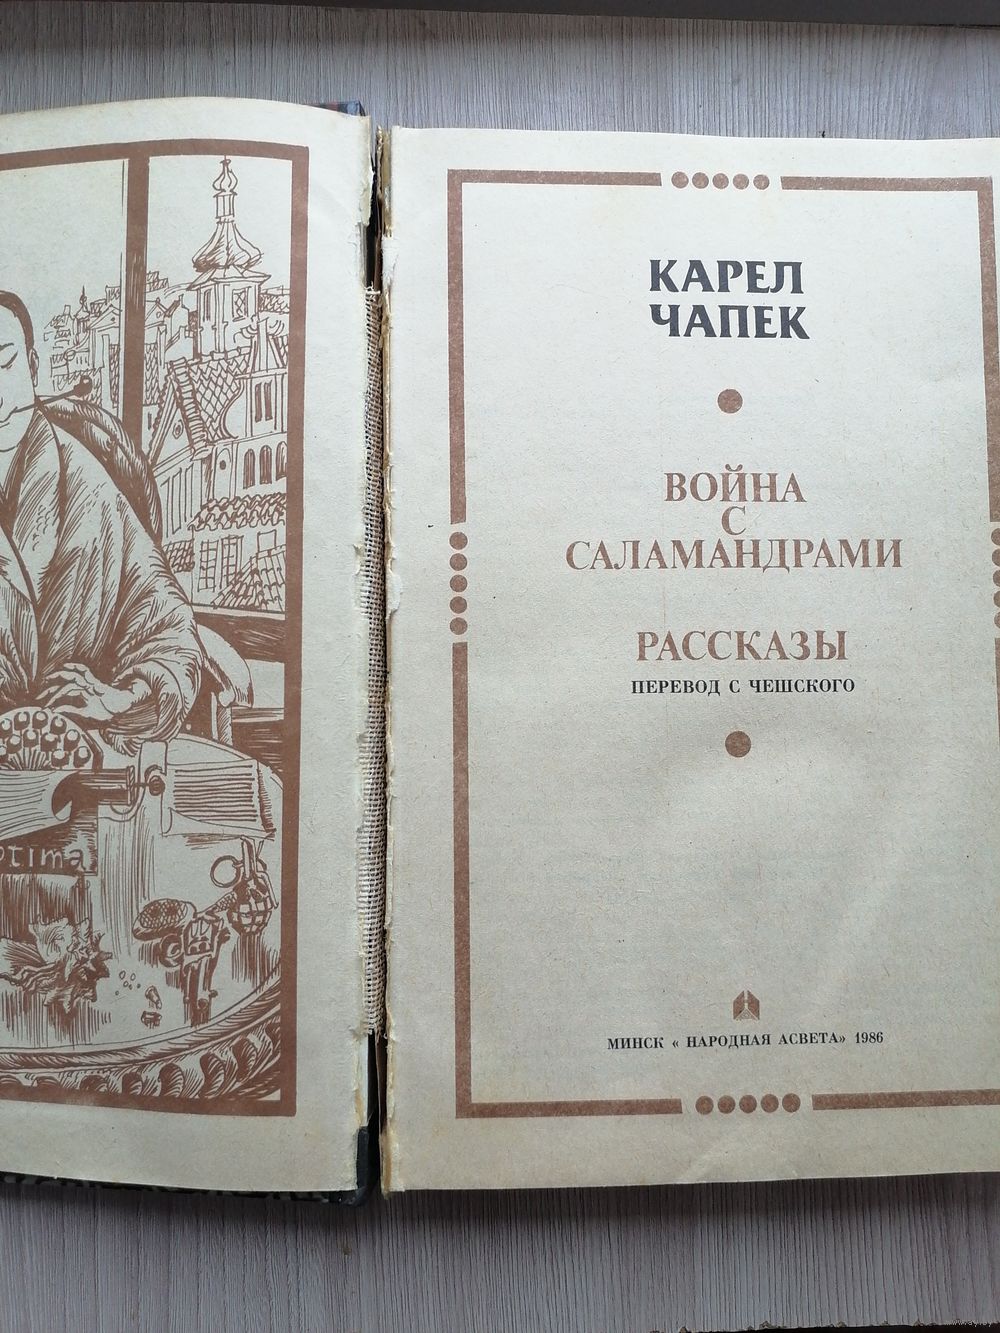 КАРЕЛ
ЧАПЕК
ВОЙНА
С
САЛАМАНДРАМИ
РАССКАЗЫ
ПЕРЕВОД С ЧЕШСКОГО
МИНСК « НАРОДНАЯ АСВЕТА» 1986